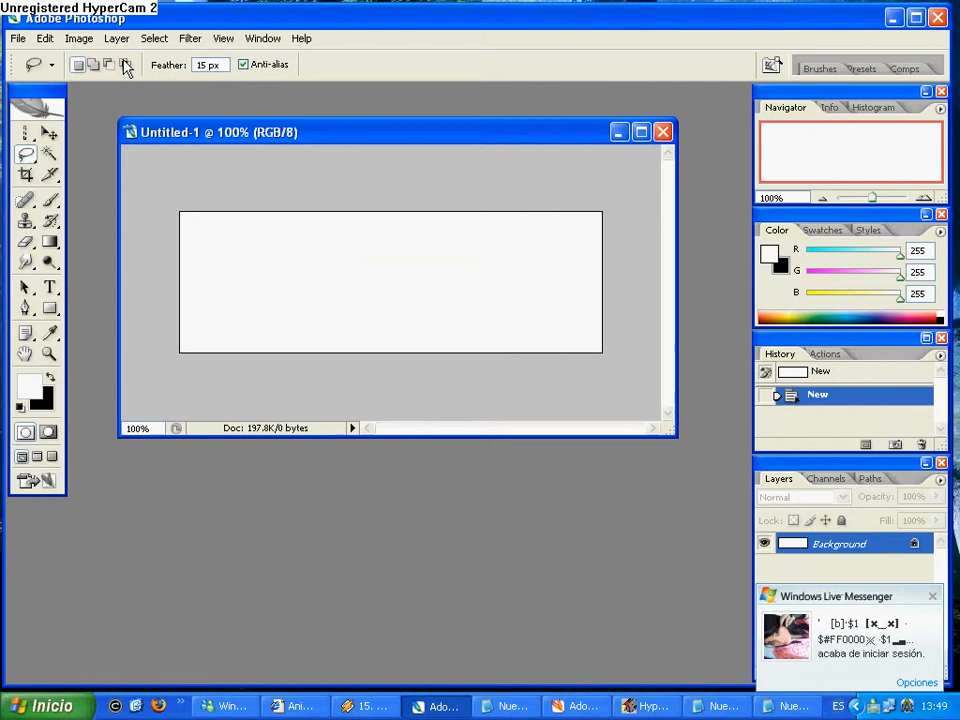 Unregistered HyperCam 2
Adobe Photoshop
File Edit Image Layer Select Filter View Window Help
Feather: 15 px Anti-alias
Brushes Presets Comps
Untitled-1 @ 100% (RGB/8)
Navigator Info Histogram
100%
Color Swatches Styles
R 255
G 255
B 255
History Actions
New
New
100% Doc: 197.8K/0 bytes
Layers Channels Paths
Normal Opacity: 100%
Lock: Fill: 100%
Background
Windows Live Messenger
' [b]·$1 [×_×] ·
$#FF0000※ ·$1▂▃...
acaba de iniciar sesión.
Opciones
Inicio Win... Ani... 15. ... Ado... Nue... Ado... Hyp... Nue... Nue... ES 13:49